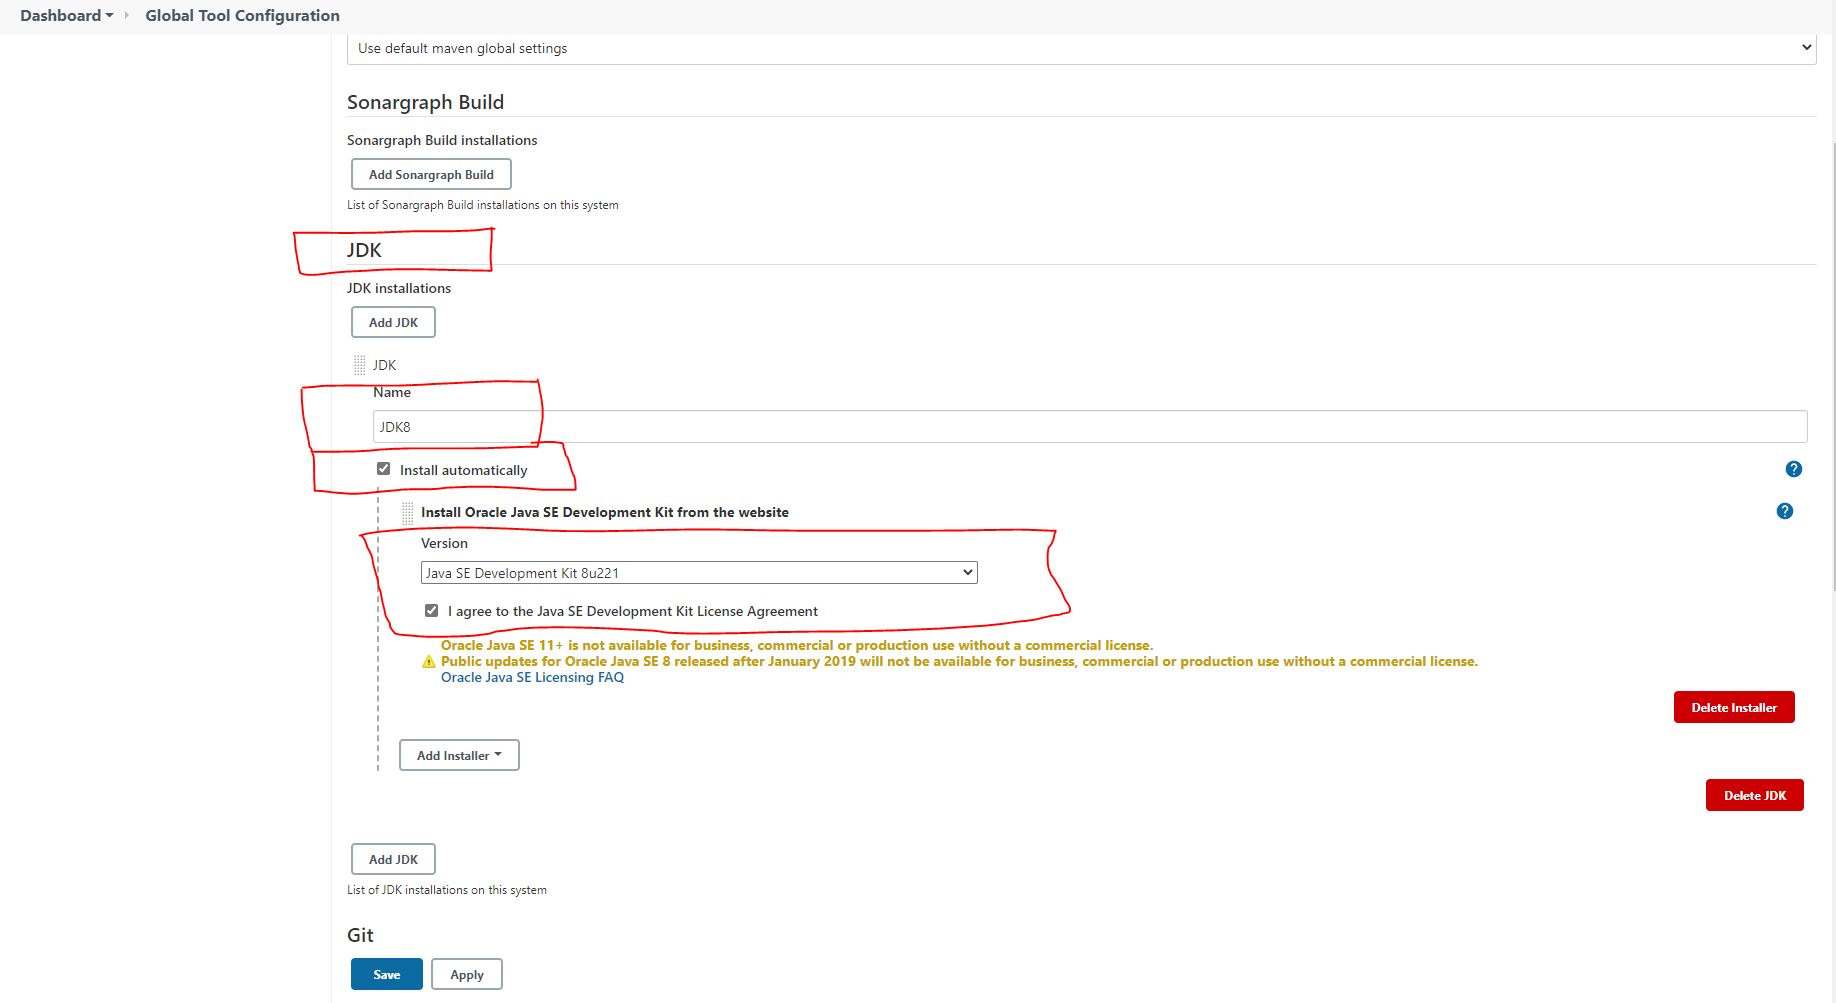 Dashboard Global Tool Configuration
Use default maven global settings
Sonargraph Build
Sonargraph Build installations
Add Sonargraph Build
List of Sonargraph Build installations on this system
JDK
JDK installations
Add JDK
JDK
Name
JDK8
Install automatically
?
Install Oracle Java SE Development Kit from the website
?
Version
Java SE Development Kit 8u221
I agree to the Java SE Development Kit License Agreement
Oracle Java SE 11+ is not available for business, commercial or production use without a commercial license.
Public updates for Oracle Java SE 8 released after January 2019 will not be available for business, commercial or production use without a commercial license.
Oracle Java SE Licensing FAQ
Delete Installer
Add Installer
Delete JDK
Add JDK
List of JDK installations on this system
Git
Save Apply